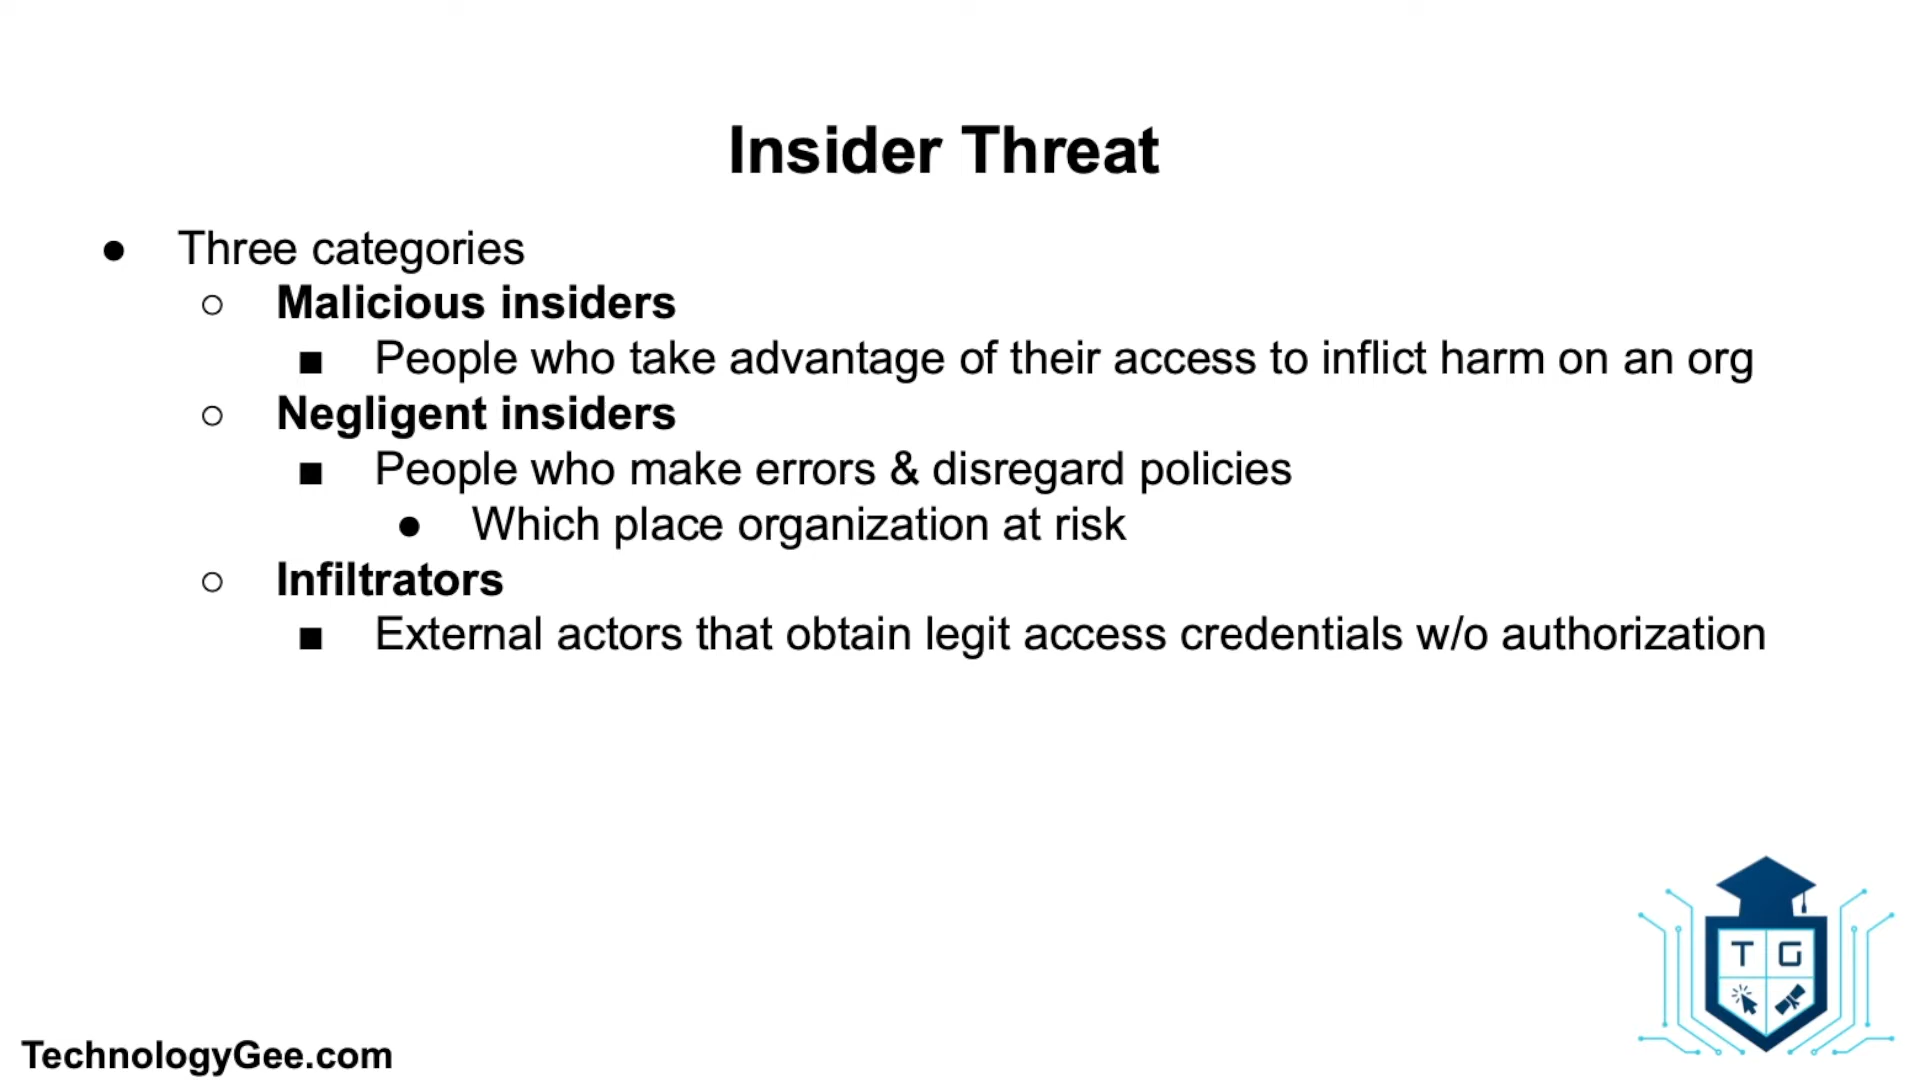 Insider Threat
● Three categories
○ Malicious insiders
■ People who take advantage of their access to inflict harm on an org
○ Negligent insiders
■ People who make errors & disregard policies
● Which place organization at risk
○ Infiltrators
■ External actors that obtain legit access credentials w/o authorization
T G
TechnologyGee.com